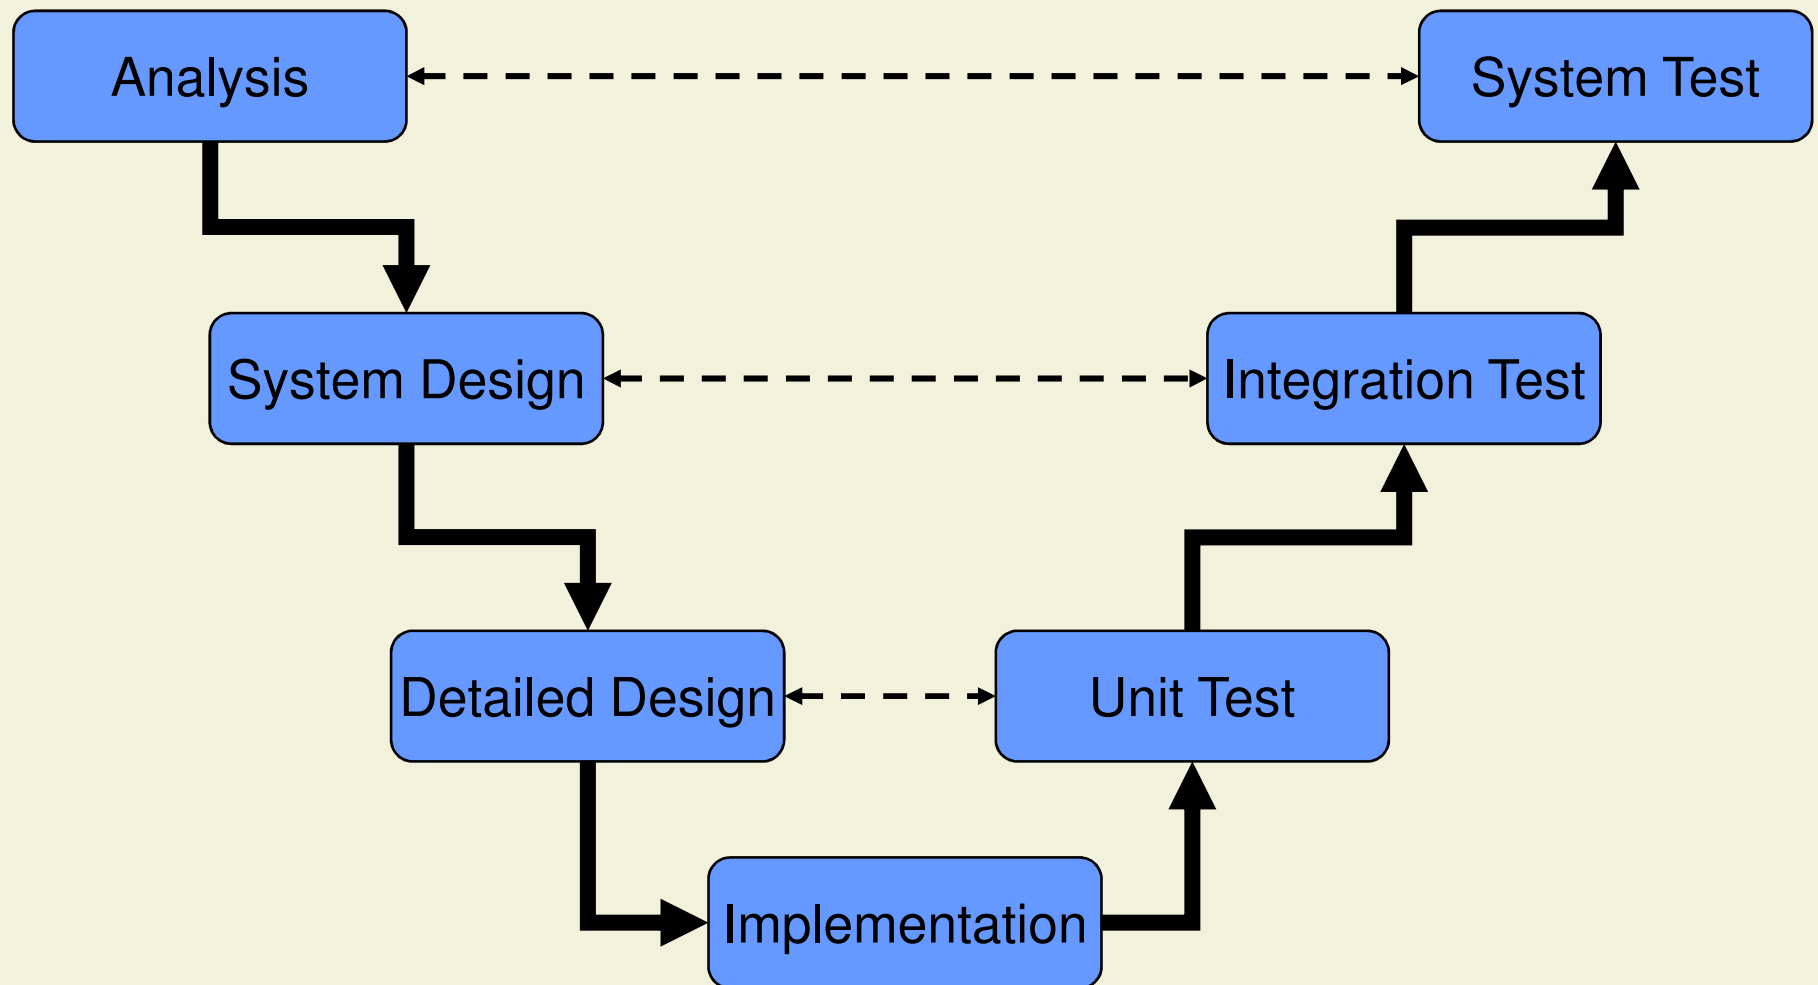 Analysis
System Test
System Design
Integration Test
Detailed Design
Unit Test
Implementation